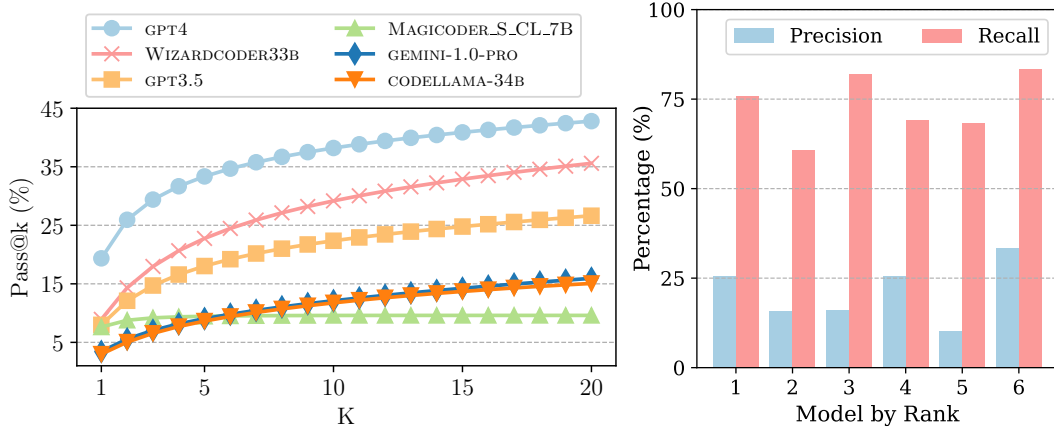 GPT4
WIZARDCODER33B
GPT3.5
MAGICODER_S_CL_7B
GEMINI-1.0-PRO
CODELLAMA-34B
Pass@k (%)
45
35
25
15
5
1 5 10 15 20
K
Precision Recall
Percentage (%)
100
75
50
25
0
1 2 3 4 5 6
Model by Rank